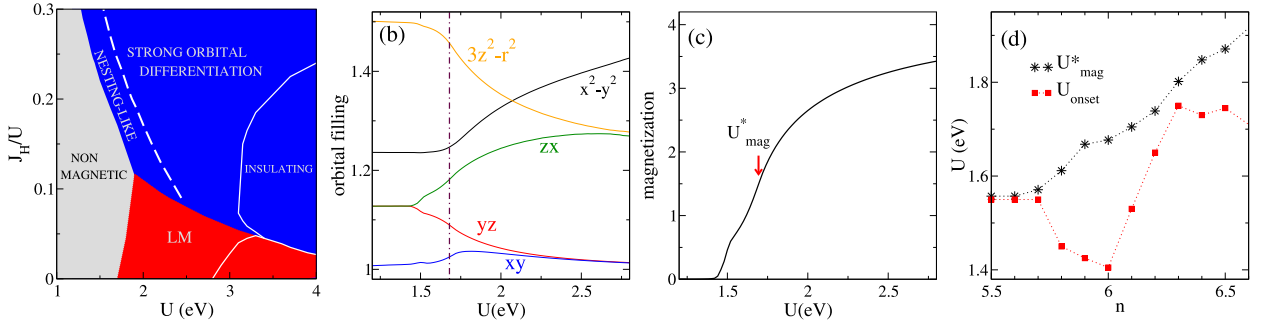 J_H/U
0.3
0.2
0.1
0
1
2
3
4
U (eV)
NON
MAGNETIC
NESTING-LIKE
STRONG ORBITAL
DIFFERENTIATION
INSULATING
LM
(b)
orbital filling
1.4
1.2
1
1.5
2
2.5
U(eV)
3z²-r²
x²-y²
zx
yz
xy
(c)
magnetization
4
3
2
1
0
1.5
2
2.5
U(eV)
U*mag
(d)
U (eV)
1.8
1.6
1.4
5.5
6
6.5
n
U*mag
Uonset